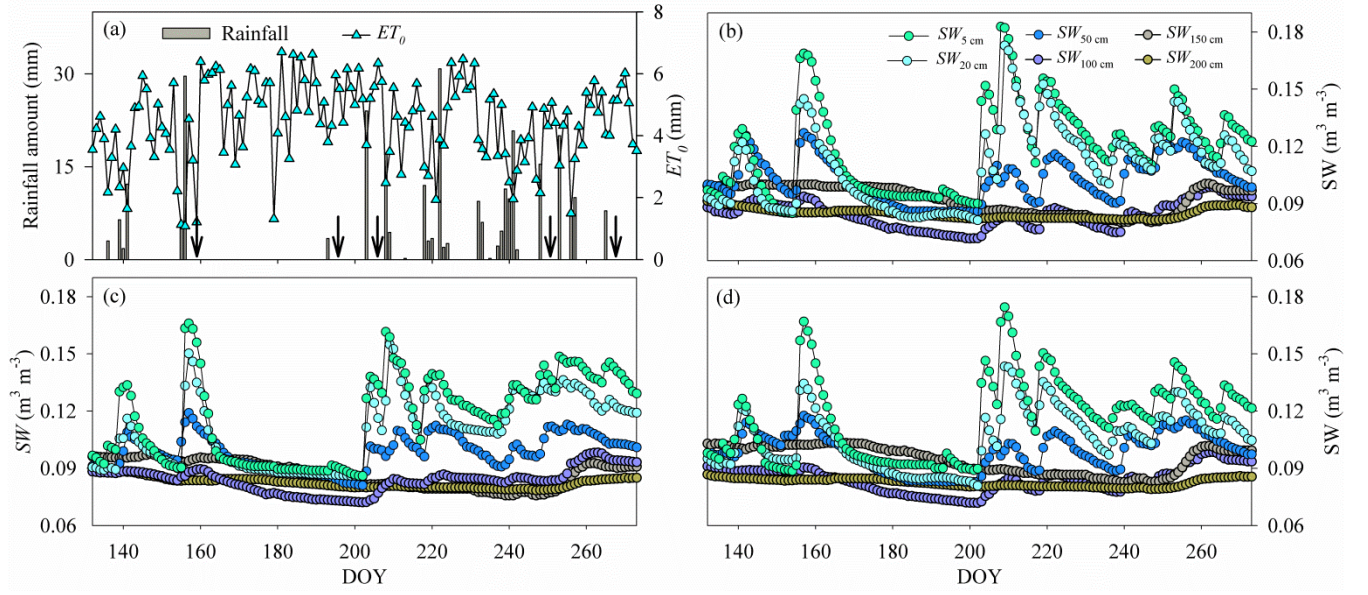 (a)
Rainfall
ET0
Rainfall amount (mm)
30
15
0
8
6
4
2
0
ET0 (mm)
(b)
SW5 cm
SW50 cm
SW150 cm
SW20 cm
SW100 cm
SW200 cm
0.18
0.15
0.12
0.09
0.06
SW (m3 m-3)
(c)
SW (m3 m-3)
0.18
0.15
0.12
0.09
0.06
140
160
180
200
220
240
260
DOY
(d)
0.18
0.15
0.12
0.09
0.06
SW (m3 m-3)
140
160
180
200
220
240
260
DOY